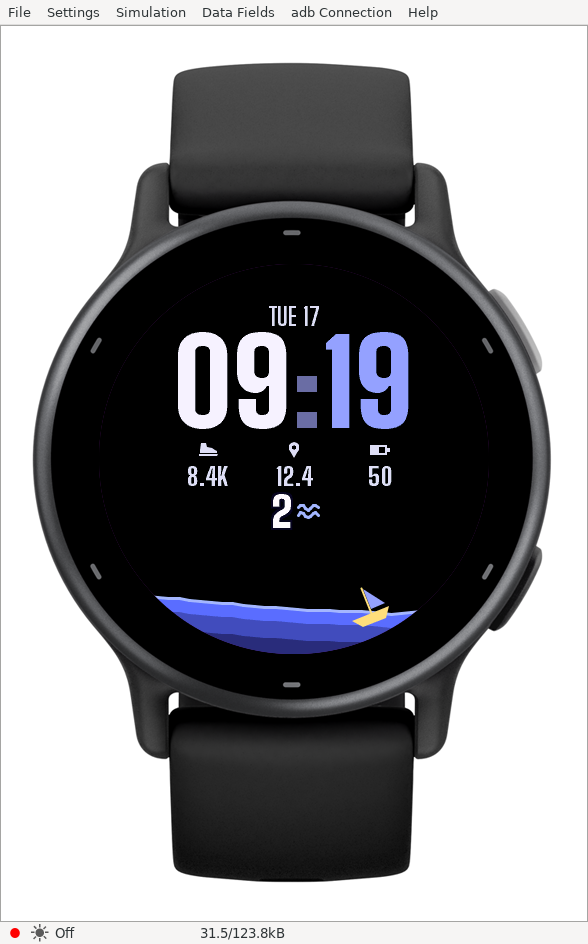 File Settings Simulation Data Fields adb Connection Help
TUE 17
09:19
8.4K 12.4 50
2
Off 31.5/123.8kB